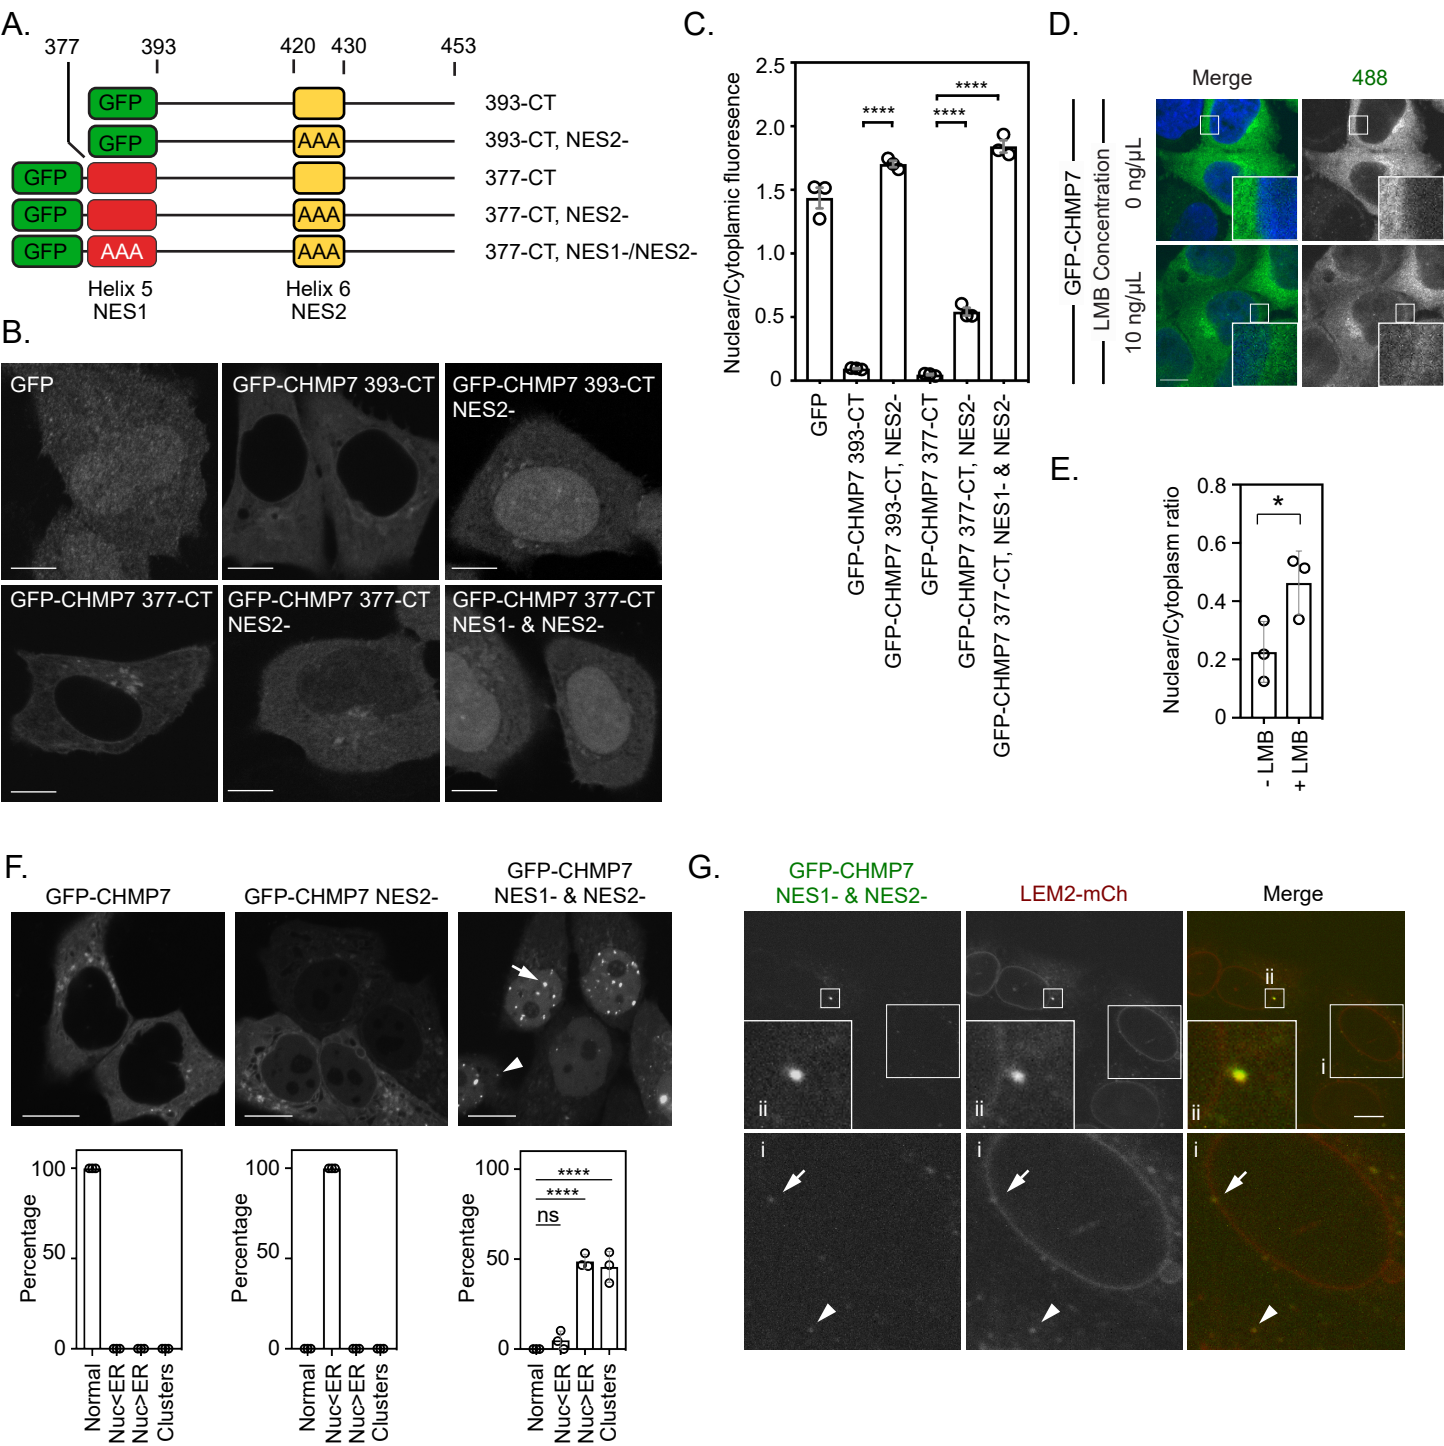 A.
377 393 420 430 453
GFP 393-CT
GFP AAA 393-CT, NES2-
GFP 377-CT
GFP AAA 377-CT, NES2-
GFP AAA AAA 377-CT, NES1-/NES2-
Helix 5 Helix 6
NES1 NES2
B.
GFP
GFP-CHMP7 393-CT
GFP-CHMP7 393-CT
NES2-
GFP-CHMP7 377-CT
GFP-CHMP7 377-CT
NES2-
GFP-CHMP7 377-CT
NES1- & NES2-
C.
Nuclear/Cytoplamic fluoresence
2.5
2.0
1.5
1.0
0.5
0
****
****
****
GFP
GFP-CHMP7 393-CT
GFP-CHMP7 393-CT, NES2-
GFP-CHMP7 377-CT
GFP-CHMP7 377-CT, NES2-
GFP-CHMP7 377-CT, NES1- & NES2-
D.
Merge 488
GFP-CHMP7
LMB Concentration
0 ng/µL
10 ng/µL
E.
Nuclear/Cytoplasm ratio
0.8
0.6
0.4
0.2
0
*
- LMB
+ LMB
F.
GFP-CHMP7
GFP-CHMP7 NES2-
GFP-CHMP7
NES1- & NES2-
Percentage
100
50
0
Normal
Nuc<ER
Nuc>ER
Clusters
Percentage
100
50
0
Normal
Nuc<ER
Nuc>ER
Clusters
Percentage
100
50
0
****
****
ns
Normal
Nuc<ER
Nuc>ER
Clusters
G.
GFP-CHMP7
NES1- & NES2-
LEM2-mCh
Merge
ii
i
ii ii ii
i i i